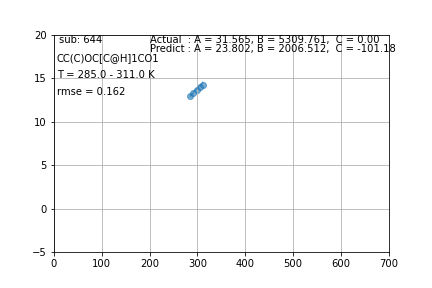 sub: 644
Actual : A = 31.565, B = 5309.761, C = 0.00
Predict : A = 23.802, B = 2006.512, C = -101.18
CC(C)OC[C@H]1CO1
T = 285.0 - 311.0 K
rmse = 0.162
20
15
10
5
0
−5
0 100 200 300 400 500 600 700